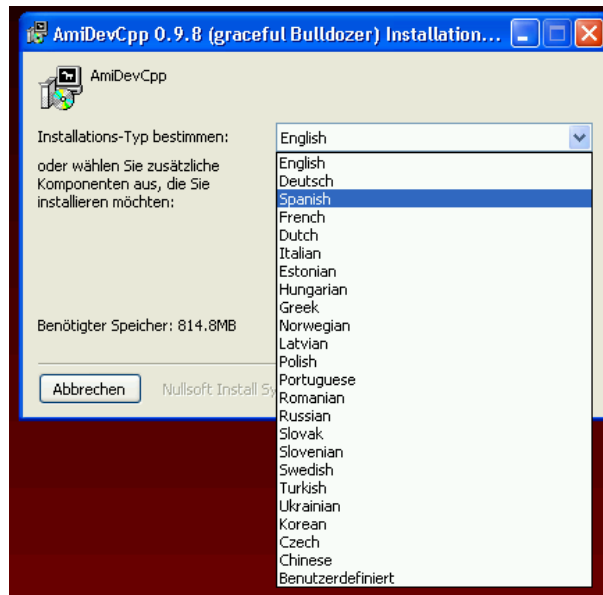 AmiDevCpp 0.9.8 (graceful Bulldozer) Installation...
AmiDevCpp
Installations-Typ bestimmen:
English
oder wählen Sie zusätzliche
Komponenten aus, die Sie
installieren möchten:
English
Deutsch
Spanish
French
Dutch
Italian
Estonian
Hungarian
Greek
Norwegian
Latvian
Polish
Portuguese
Romanian
Russian
Slovak
Slovenian
Swedish
Turkish
Ukrainian
Korean
Czech
Chinese
Benutzerdefiniert
Benötigter Speicher: 814.8MB
Abbrechen
Nullsoft Install